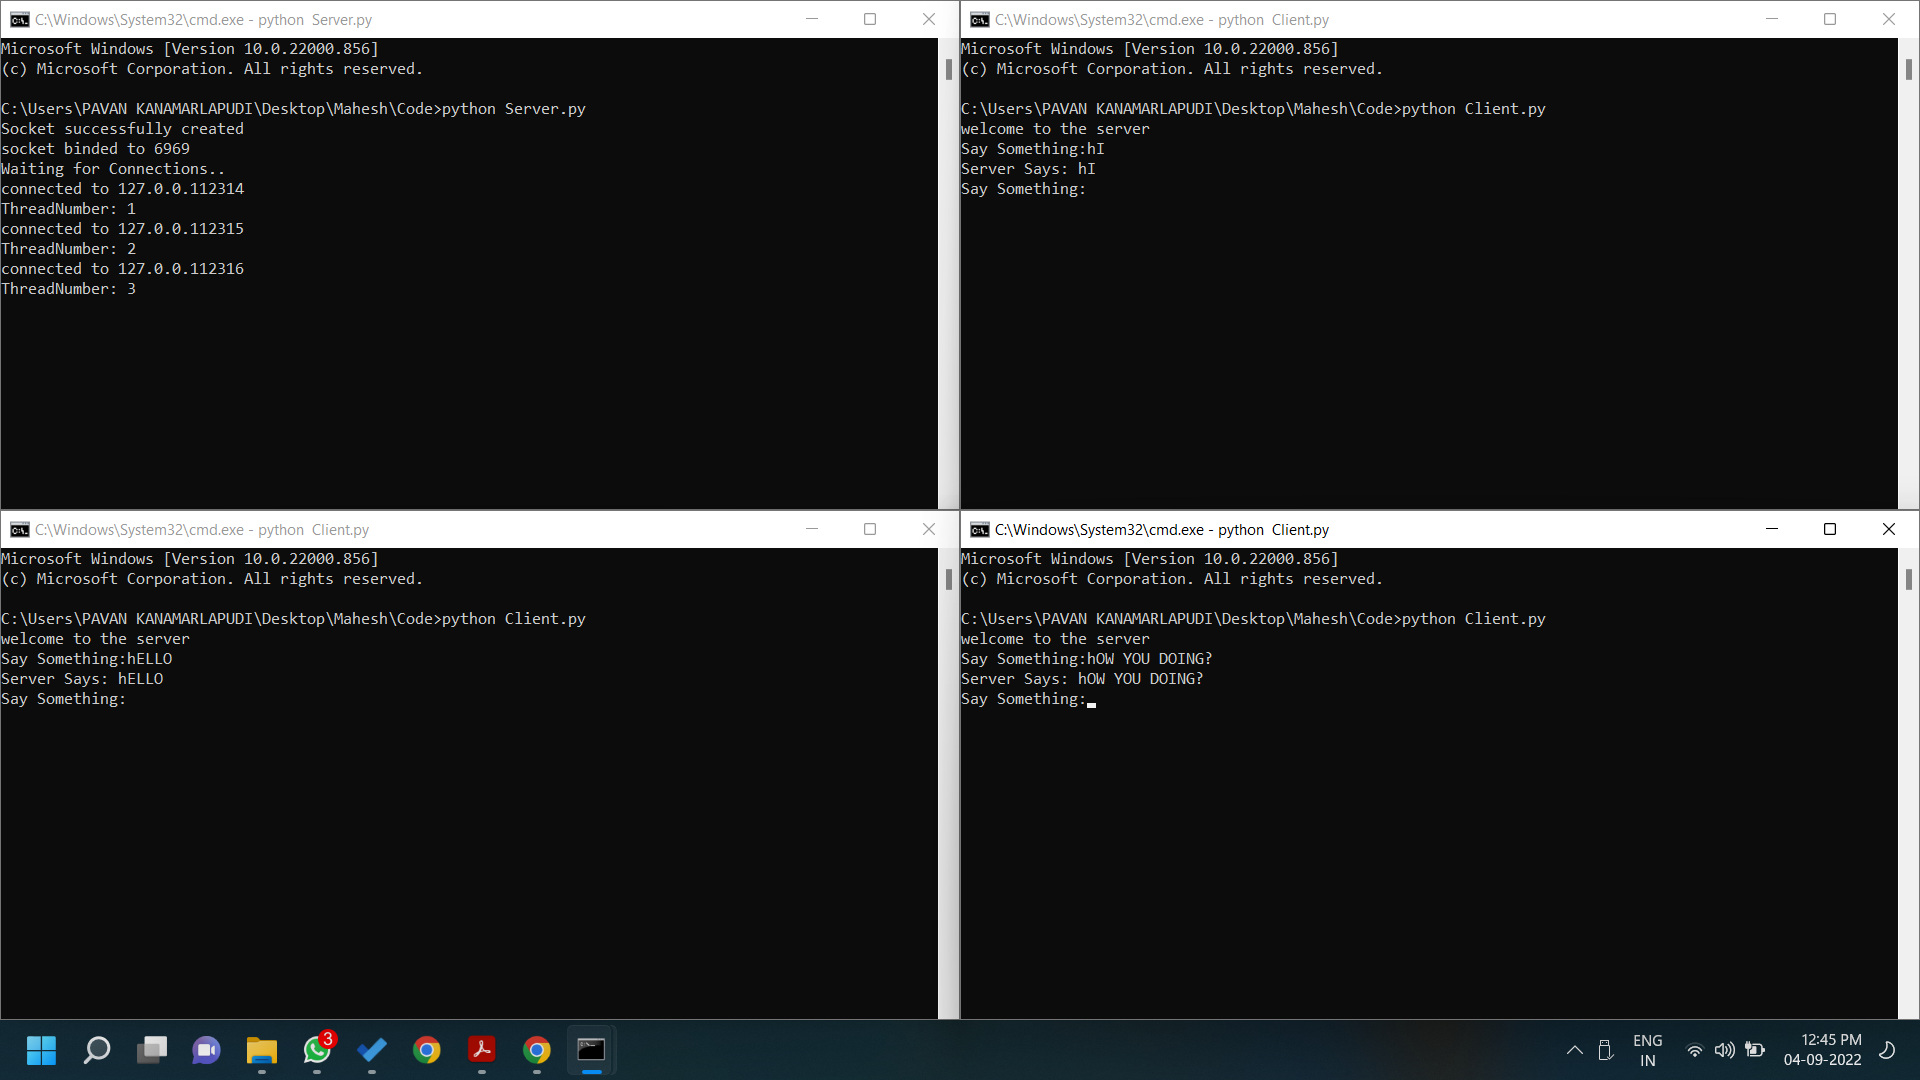 C:\Windows\System32\cmd.exe - python  Server.py
Microsoft Windows [Version 10.0.22000.856]
(c) Microsoft Corporation. All rights reserved.
C:\Users\PAVAN KANAMARLAPUDI\Desktop\Mahesh\Code>python Server.py
Socket successfully created
socket binded to 6969
Waiting for Connections..
connected to 127.0.0.112314
ThreadNumber: 1
connected to 127.0.0.112315
ThreadNumber: 2
connected to 127.0.0.112316
ThreadNumber: 3
C:\Windows\System32\cmd.exe - python  Client.py
Microsoft Windows [Version 10.0.22000.856]
(c) Microsoft Corporation. All rights reserved.
C:\Users\PAVAN KANAMARLAPUDI\Desktop\Mahesh\Code>python Client.py
welcome to the server
Say Something:hI
Server Says: hI
Say Something:
C:\Windows\System32\cmd.exe - python  Client.py
Microsoft Windows [Version 10.0.22000.856]
(c) Microsoft Corporation. All rights reserved.
C:\Users\PAVAN KANAMARLAPUDI\Desktop\Mahesh\Code>python Client.py
welcome to the server
Say Something:hELLO
Server Says: hELLO
Say Something:
C:\Windows\System32\cmd.exe - python  Client.py
Microsoft Windows [Version 10.0.22000.856]
(c) Microsoft Corporation. All rights reserved.
C:\Users\PAVAN KANAMARLAPUDI\Desktop\Mahesh\Code>python Client.py
welcome to the server
Say Something:hOW YOU DOING?
Server Says: hOW YOU DOING?
Say Something:
3
ENG
IN
12:45 PM
04-09-2022